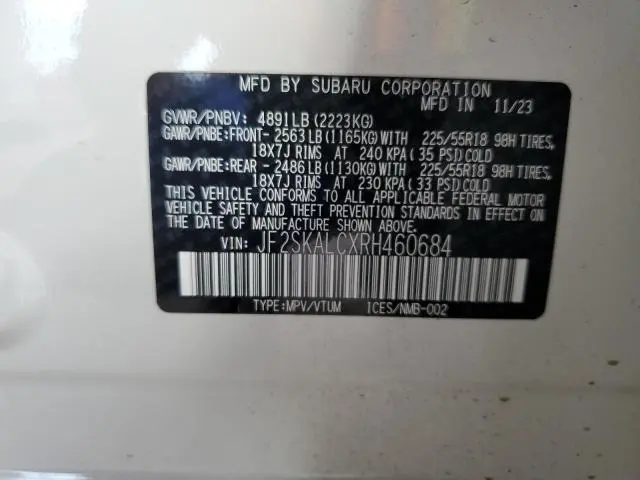 MFD BY SUBARU CORPORATION
MFD IN 11/23
GVWR/PNBV: 4891LB(2223KG)
GAWR/PNBE:FRONT- 2563LB(1165KG)WITH 225/55R18 98H TIRES,
18X7J RIMS AT 240 KPA(35 PSI)COLD
GAWR/PNBE:REAR - 2486LB(1130KG)WITH 225/55R18 98H TIRES,
18X7J RIMS AT 230 KPA(33 PSI)COLD
THIS VEHICLE CONFORMS TO ALL APPLICABLE FEDERAL MOTOR
VEHICLE SAFETY AND THEFT PREVENTION STANDARDS IN EFFECT ON
THE DATE OF MANUFACTURE SHOWN ABOVE.
VIN: JF2SKALCXRH460684
TYPE:MPV/VTUM ICES/NMB-002